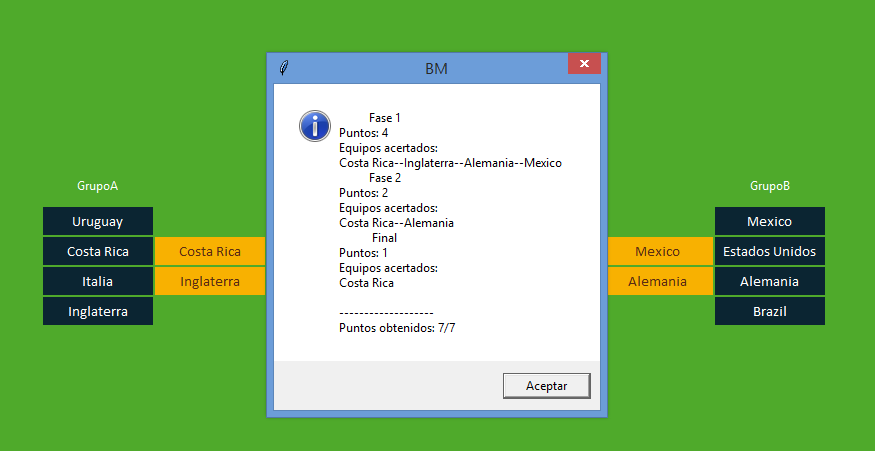 BM
Fase 1
Puntos: 4
Equipos acertados:
Costa Rica--Inglaterra--Alemania--Mexico
Fase 2
Puntos: 2
Equipos acertados:
Costa Rica--Alemania
Final
Puntos: 1
Equipos acertados:
Costa Rica
-------------------
Puntos obtenidos: 7/7
Aceptar
GrupoA
Uruguay
Costa Rica
Italia
Inglaterra
Costa Rica
Inglaterra
Mexico
Alemania
GrupoB
Mexico
Estados Unidos
Alemania
Brazil